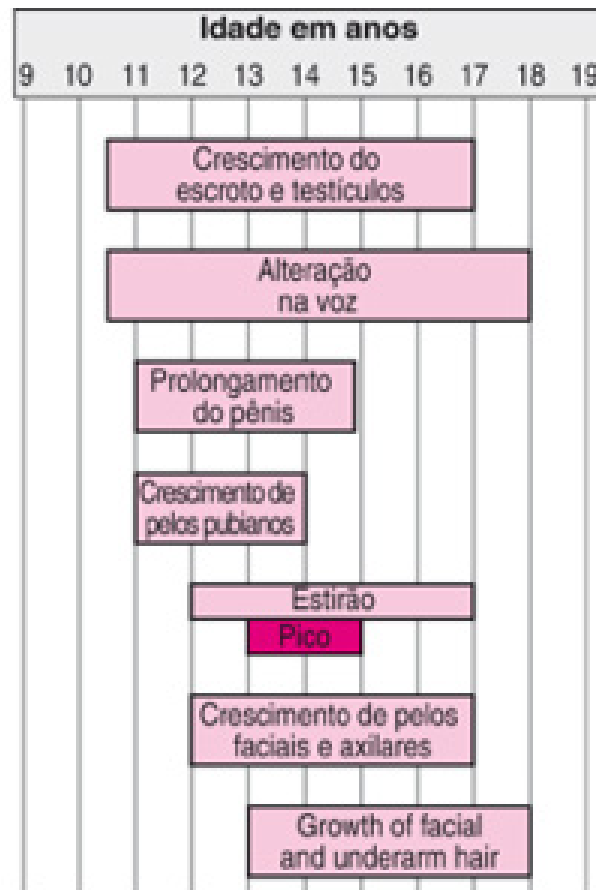 Idade em anos
9 10 11 12 13 14 15 16 17 18 19
Crescimento do
escroto e testículos
Alteração
na voz
Prolongamento
do pênis
Crescimento de
pelos pubianos
Estirão
Pico
Crescimento de pelos
faciais e axilares
Growth of facial
and underarm hair